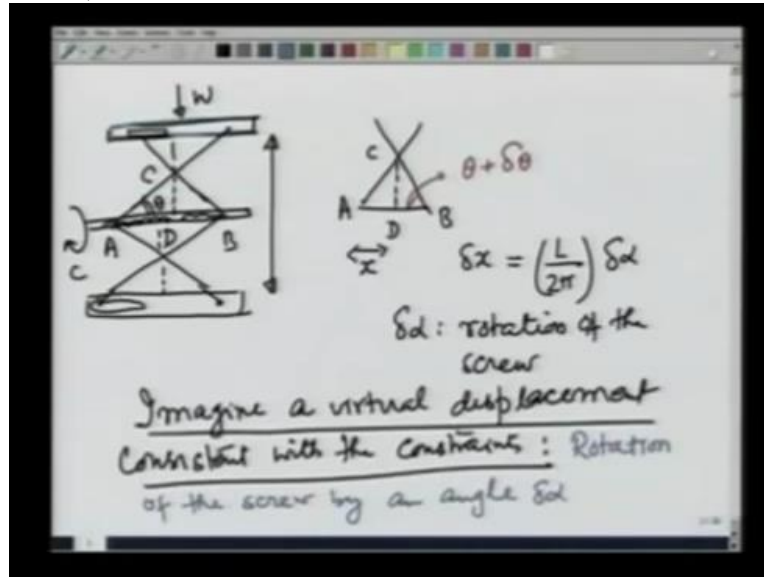 W
C
θ
A D B
C
C
θ + δθ
A D B
x
δx = (L/2π) δα
δα : rotation of the
screw
Imagine a virtual displacement
Consistent with the constraints : Rotation
of the screw by an angle δα